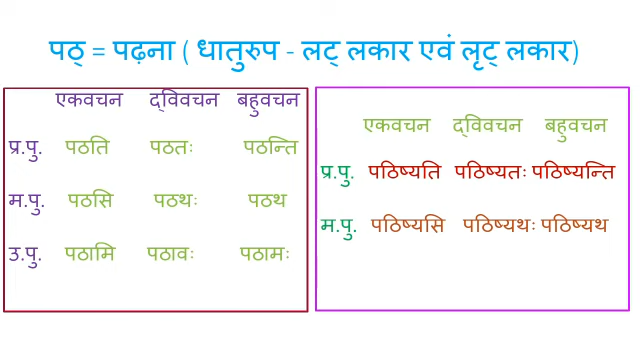 पठ् = पढ़ना ( धातुरुप - लट् लकार एवं लृट् लकार)
एकवचन द्विवचन बहुवचन
प्र.पु. पठति पठतः पठन्ति
म.पु. पठसि पठथः पठथ
उ.पु. पठामि पठावः पठामः
एकवचन द्विवचन बहुवचन
प्र.पु. पठिष्यति पठिष्यतः पठिष्यन्ति
म.पु. पठिष्यसि पठिष्यथः पठिष्यथ